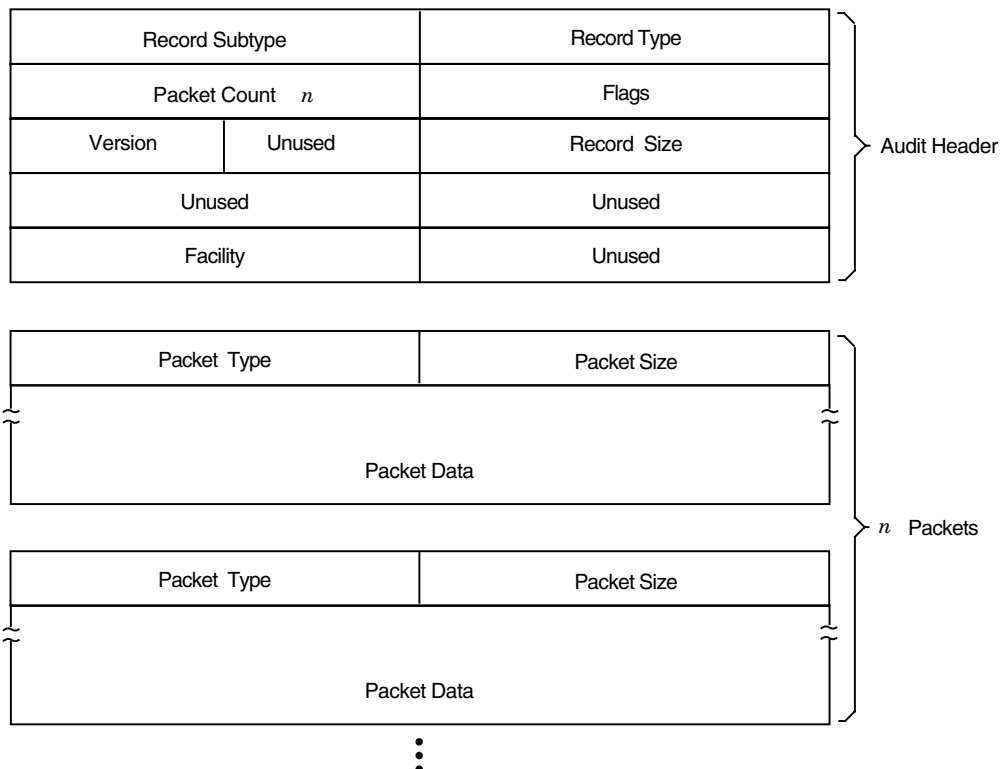 Record Subtype Record Type
Packet Count n Flags
Version Unused Record Size
Audit Header
Unused Unused
Facility Unused
Packet Type Packet Size
Packet Data
n Packets
Packet Type Packet Size
Packet Data